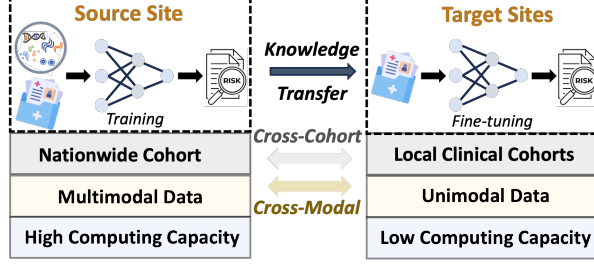 Source Site
Target Sites
RISK
Training
Knowledge
Transfer
RISK
Fine-tuning
Cross-Cohort
Nationwide Cohort
Local Clinical Cohorts
Multimodal Data
Unimodal Data
Cross-Modal
High Computing Capacity
Low Computing Capacity